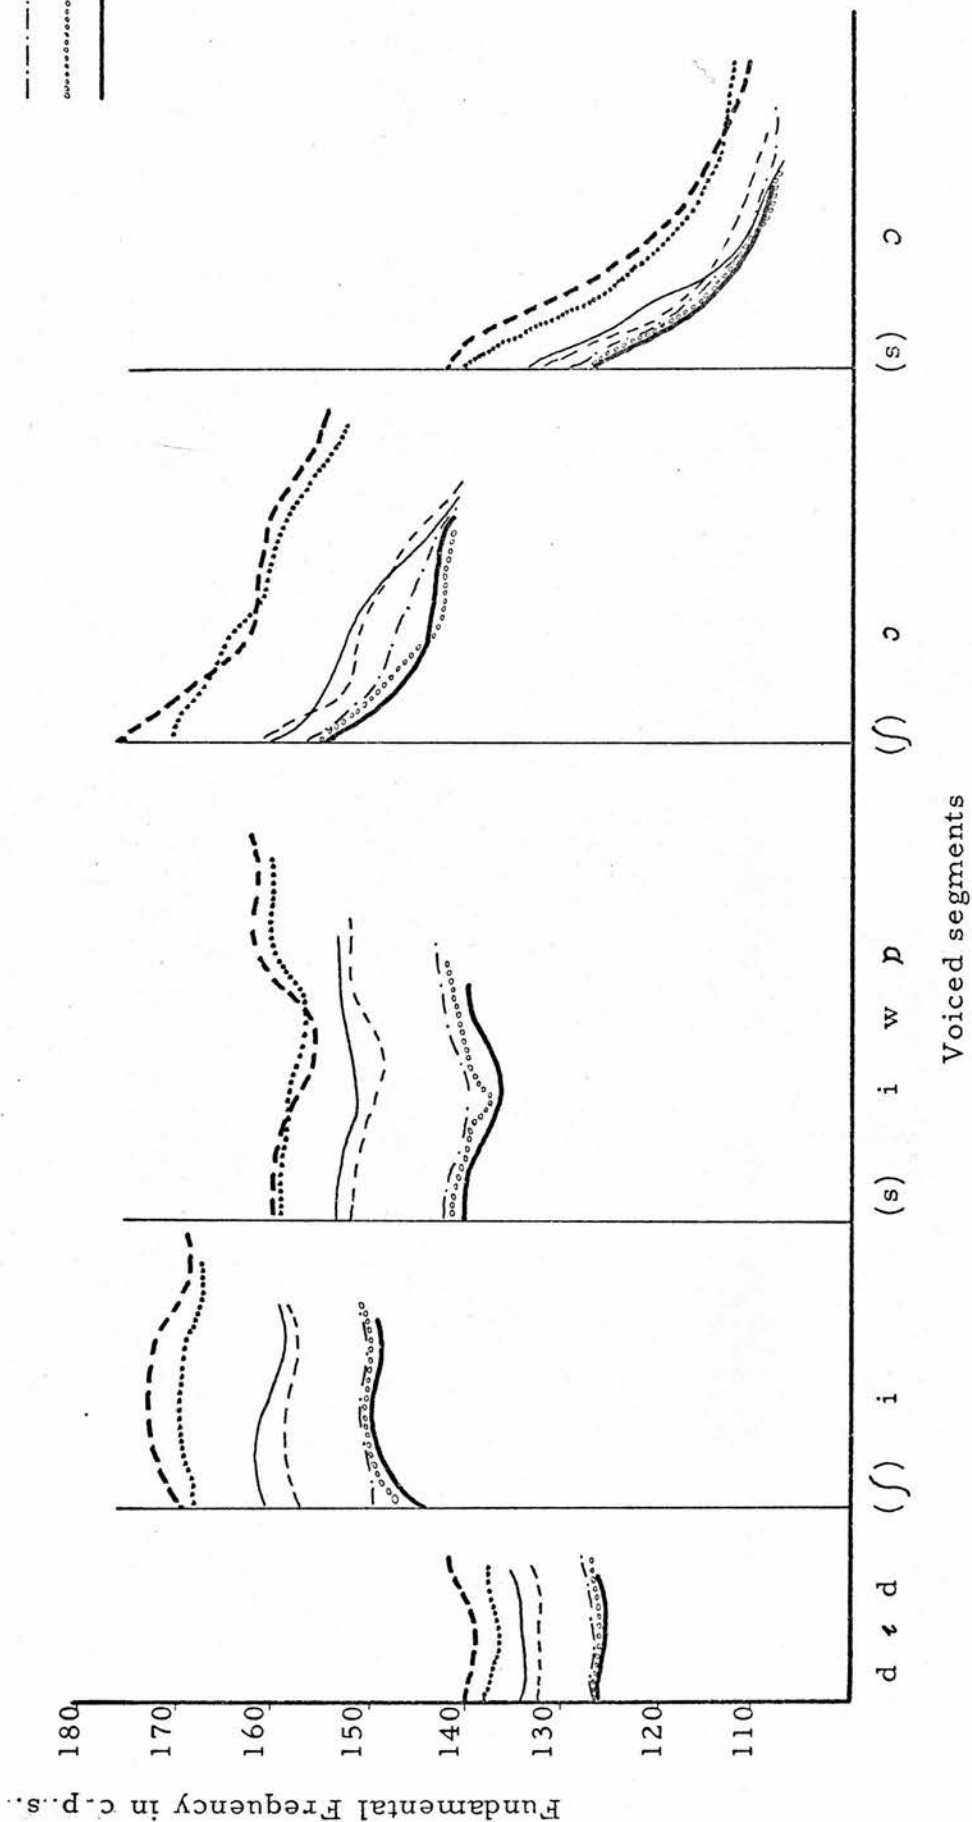 Fundamental Frequency in c.p.s.
180
170
160
150
140
130
120
110
d ɪ d (ʃ) i (s) i w ɒ (ʃ) ɔ (s) ɔ
Voiced segments